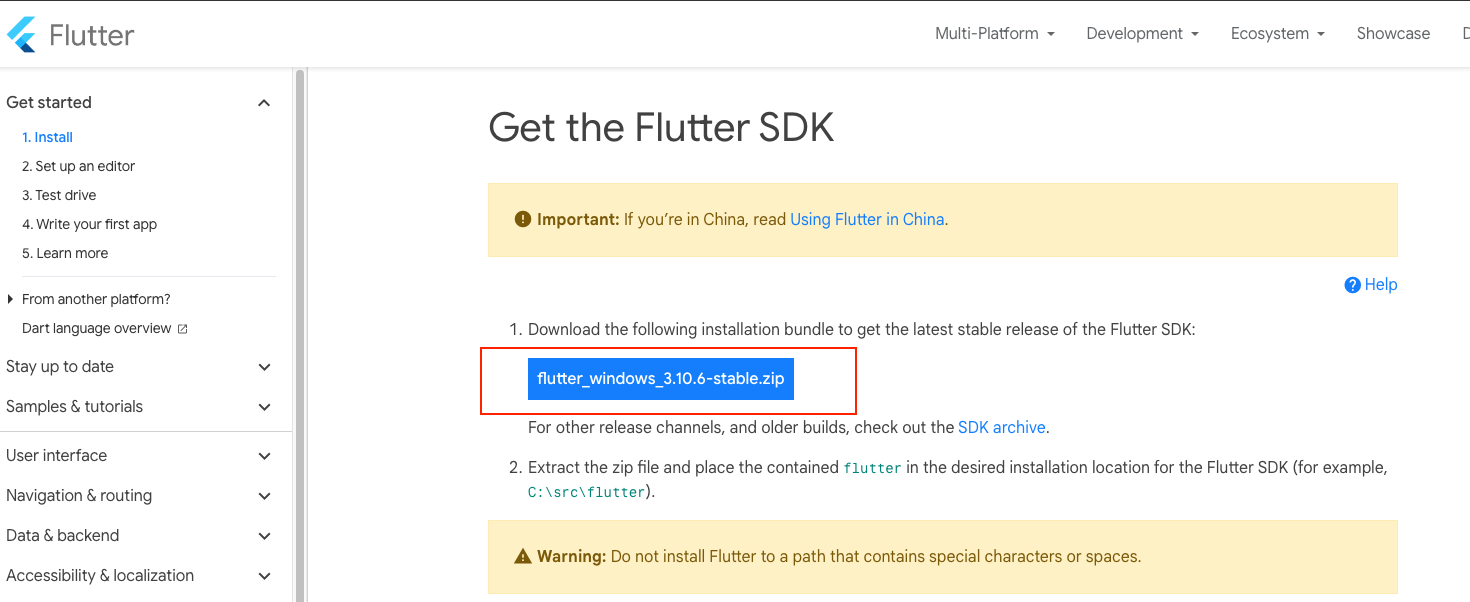 Flutter
Multi-Platform
Development
Ecosystem
Showcase
D
Get started
1. Install
2. Set up an editor
3. Test drive
4. Write your first app
5. Learn more
From another platform?
Dart language overview
Stay up to date
Samples & tutorials
User interface
Navigation & routing
Data & backend
Accessibility & localization
Get the Flutter SDK
Important: If you’re in China, read Using Flutter in China.
Help
1. Download the following installation bundle to get the latest stable release of the Flutter SDK:
flutter_windows_3.10.6-stable.zip
For other release channels, and older builds, check out the SDK archive.
2. Extract the zip file and place the contained flutter in the desired installation location for the Flutter SDK (for example,
C:\src\flutter).
Warning: Do not install Flutter to a path that contains special characters or spaces.